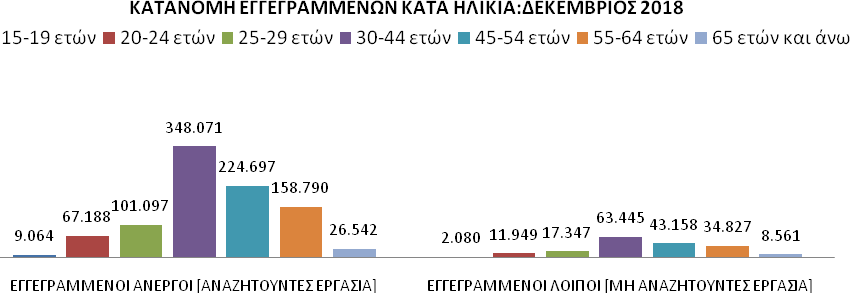 ΚΑΤΑΝΟΜΗ ΕΓΓΕΓΡΑΜΜΕΝΩΝ ΚΑΤΑ ΗΛΙΚΙΑ:ΔΕΚΕΜΒΡΙΟΣ 2018
15-19 ετών 20-24 ετών 25-29 ετών 30-44 ετών 45-54 ετών 55-64 ετών 65 ετών και άνω
9.064 67.188 101.097 348.071 224.697 158.790 26.542
2.080 11.949 17.347 63.445 43.158 34.827 8.561
ΕΓΓΕΓΡΑΜΜΕΝΟΙ ΑΝΕΡΓΟΙ [ΑΝΑΖΗΤΟΥΝΤΕΣ ΕΡΓΑΣΙΑ] ΕΓΓΕΓΡΑΜΜΕΝΟΙ ΛΟΙΠΟΙ [ΜΗ ΑΝΑΖΗΤΟΥΝΤΕΣ ΕΡΓΑΣΙΑ]